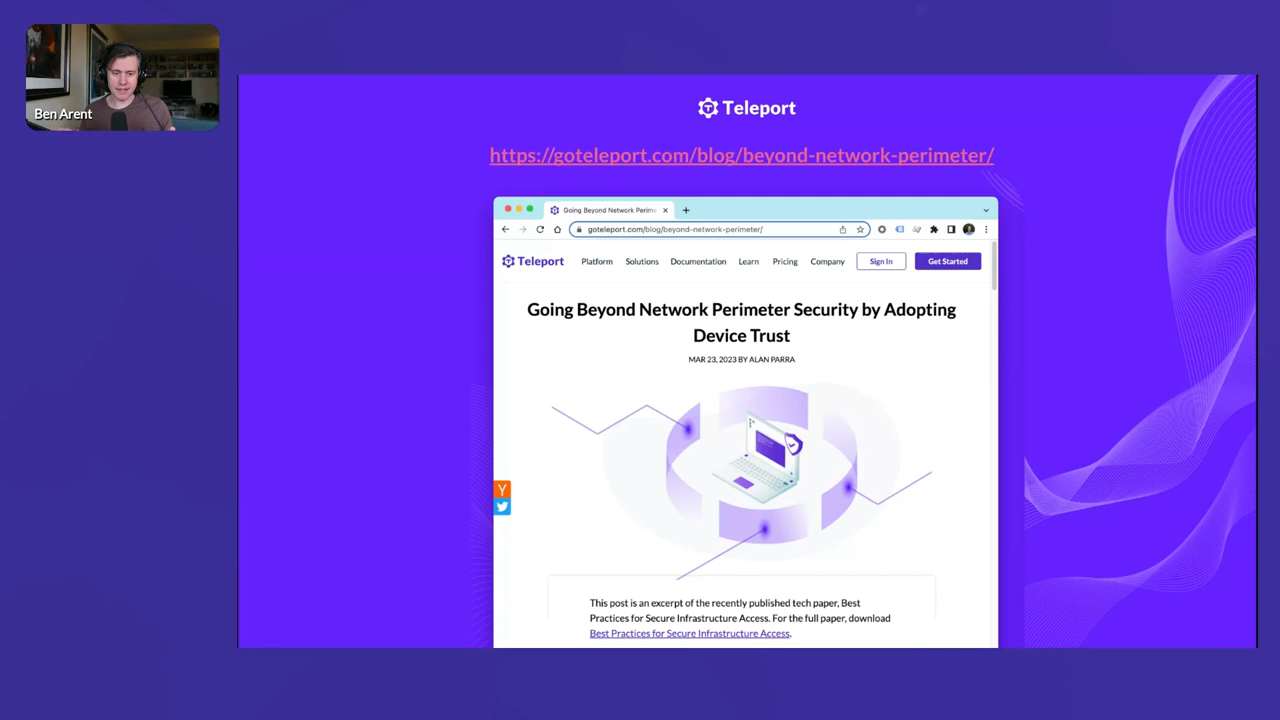 Ben Arent
Teleport
https://goteleport.com/blog/beyond-network-perimeter/
Going Beyond Network Perime
goteleport.com/blog/beyond-network-perimeter/
Teleport
Platform
Solutions
Documentation
Learn
Pricing
Company
Sign In
Get Started
Going Beyond Network Perimeter Security by Adopting
Device Trust
MAR 23, 2023 BY ALAN PARRA
Y
This post is an excerpt of the recently published tech paper, Best
Practices for Secure Infrastructure Access. For the full paper, download
Best Practices for Secure Infrastructure Access.